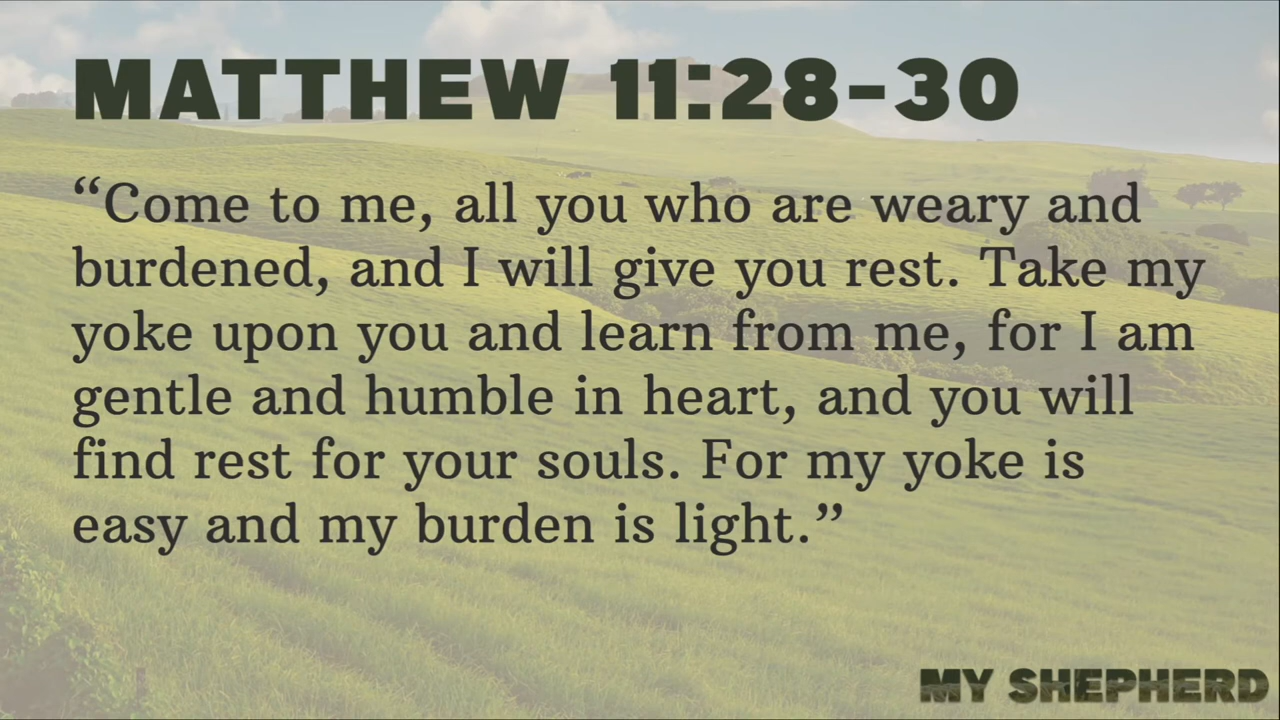 MATTHEW 11:28-30
“Come to me, all you who are weary and
burdened, and I will give you rest. Take my
yoke upon you and learn from me, for I am
gentle and humble in heart, and you will
find rest for your souls. For my yoke is
easy and my burden is light.”
MY SHEPHERD